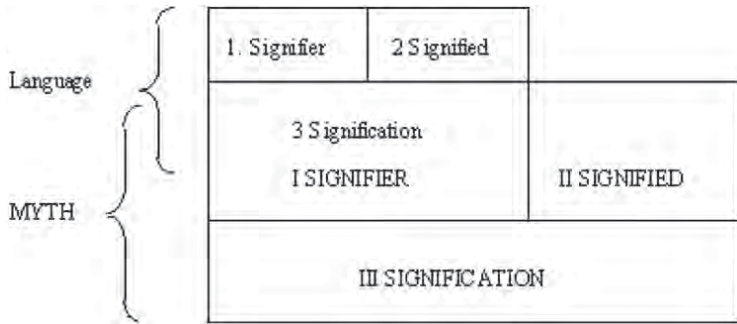 1. Signifier 2 Signified
Language
3 Signification
I SIGNIFIER II SIGNIFIED
MYTH
III SIGNIFICATION